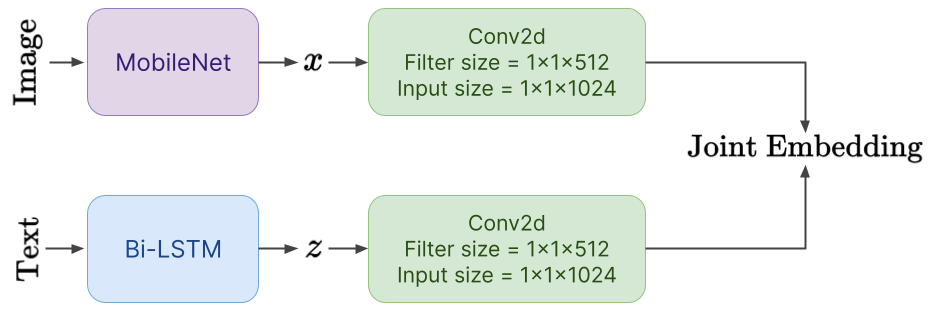 Image
MobileNet
x
Conv2d
Filter size = 1×1×512
Input size = 1×1×1024
Joint Embedding
Text
Bi-LSTM
z
Conv2d
Filter size = 1×1×512
Input size = 1×1×1024